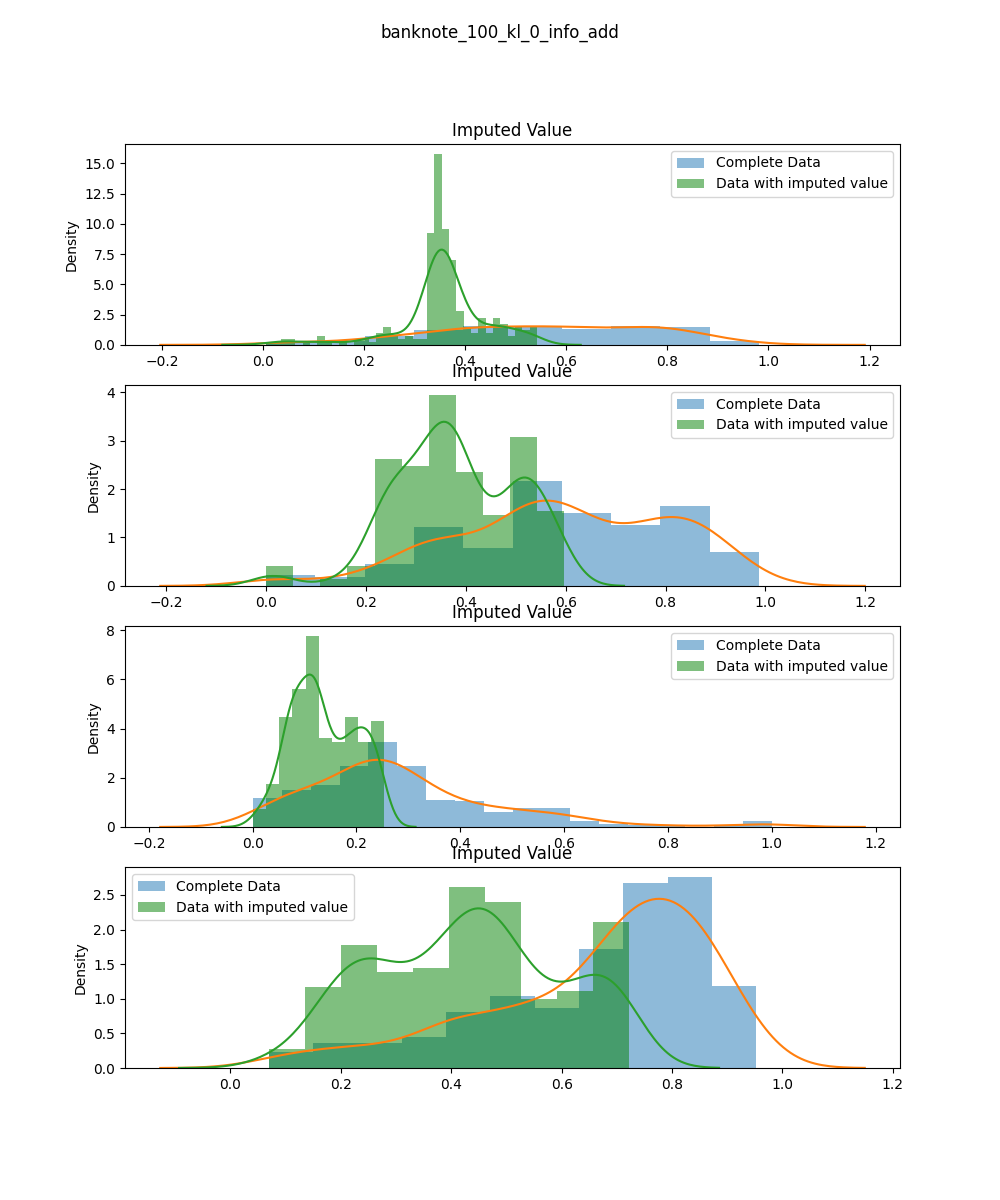 banknote_100_kl_0_info_add
Imputed Value
Complete Data
Data with imputed value
Density
15.0
12.5
10.0
7.5
5.0
2.5
0.0
−0.2 0.0 0.2 0.4 0.6 0.8 1.0 1.2
Imputed Value
Complete Data
Data with imputed value
Density
4
3
2
1
0
−0.2 0.0 0.2 0.4 0.6 0.8 1.0 1.2
Imputed Value
Complete Data
Data with imputed value
Density
8
6
4
2
0
−0.2 0.0 0.2 0.4 0.6 0.8 1.0 1.2
Imputed Value
Complete Data
Data with imputed value
Density
2.5
2.0
1.5
1.0
0.5
0.0
0.0 0.2 0.4 0.6 0.8 1.0 1.2